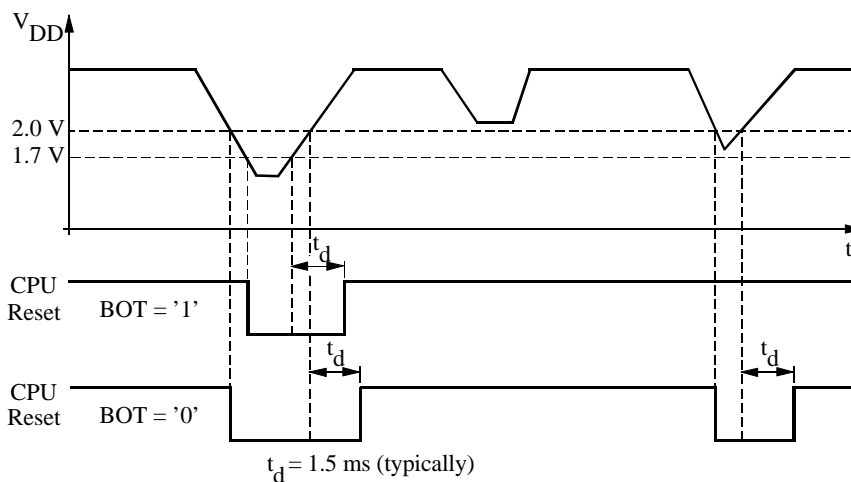 VDD
2.0 V
1.7 V
t
td
CPU
Reset
BOT = '1'
td
td
CPU
Reset
BOT = '0'
td = 1.5 ms (typically)